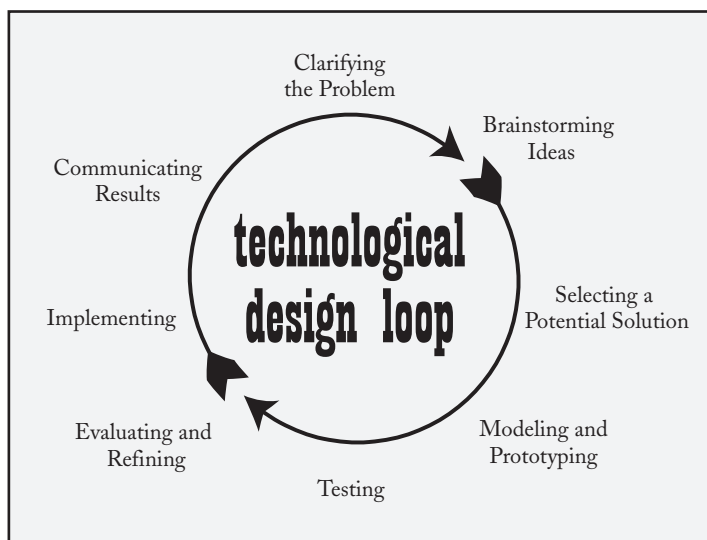 Clarifying
the Problem
Brainstorming
Ideas
Communicating
Results
technological
design loop
Selecting a
Potential Solution
Implementing
Modeling and
Prototyping
Evaluating and
Refining
Testing